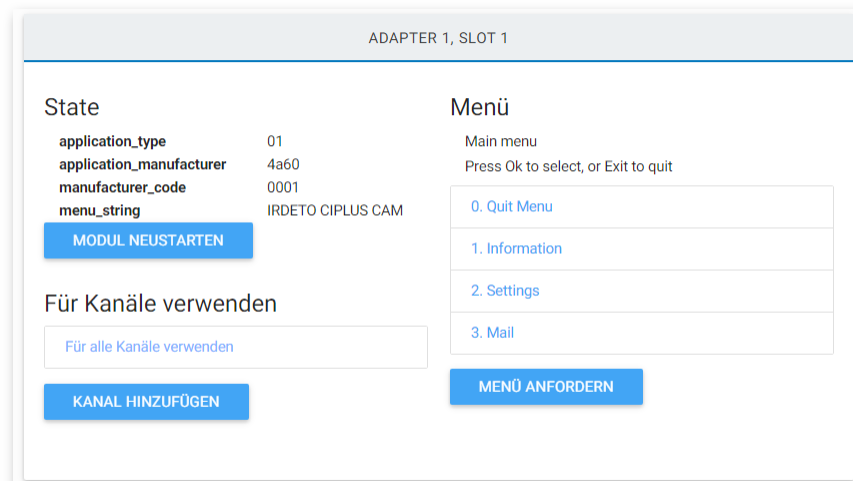 ADAPTER 1, SLOT 1
State
application_type 01
application_manufacturer 4a60
manufacturer_code 0001
menu_string IRDETO CIPLUS CAM
MODUL NEUSTARTEN
Für Kanäle verwenden
Für alle Kanäle verwenden
KANAL HINZUFÜGEN
Menü
Main menu
Press Ok to select, or Exit to quit
0. Quit Menu
1. Information
2. Settings
3. Mail
MENÜ ANFORDERN